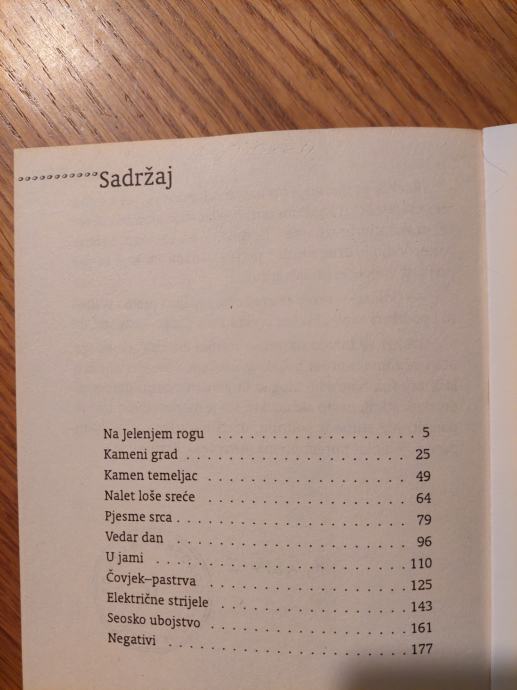 Sadržaj
Na Jelenjem rogu . . . . . . . . . . . . . . . . . 5
Kameni grad . . . . . . . . . . . . . . . . . . . 25
Kamen temeljac . . . . . . . . . . . . . . . . . 49
Nalet loše sreće . . . . . . . . . . . . . . . . . 64
Pjesme srca . . . . . . . . . . . . . . . . . . . 79
Vedar dan . . . . . . . . . . . . . . . . . . . . 96
U jami . . . . . . . . . . . . . . . . . . . . . 110
Čovjek–pastrva . . . . . . . . . . . . . . . . . 125
Električne strijele . . . . . . . . . . . . . . . 143
Seosko ubojstvo . . . . . . . . . . . . . . . . 161
Negativi . . . . . . . . . . . . . . . . . . . . 177